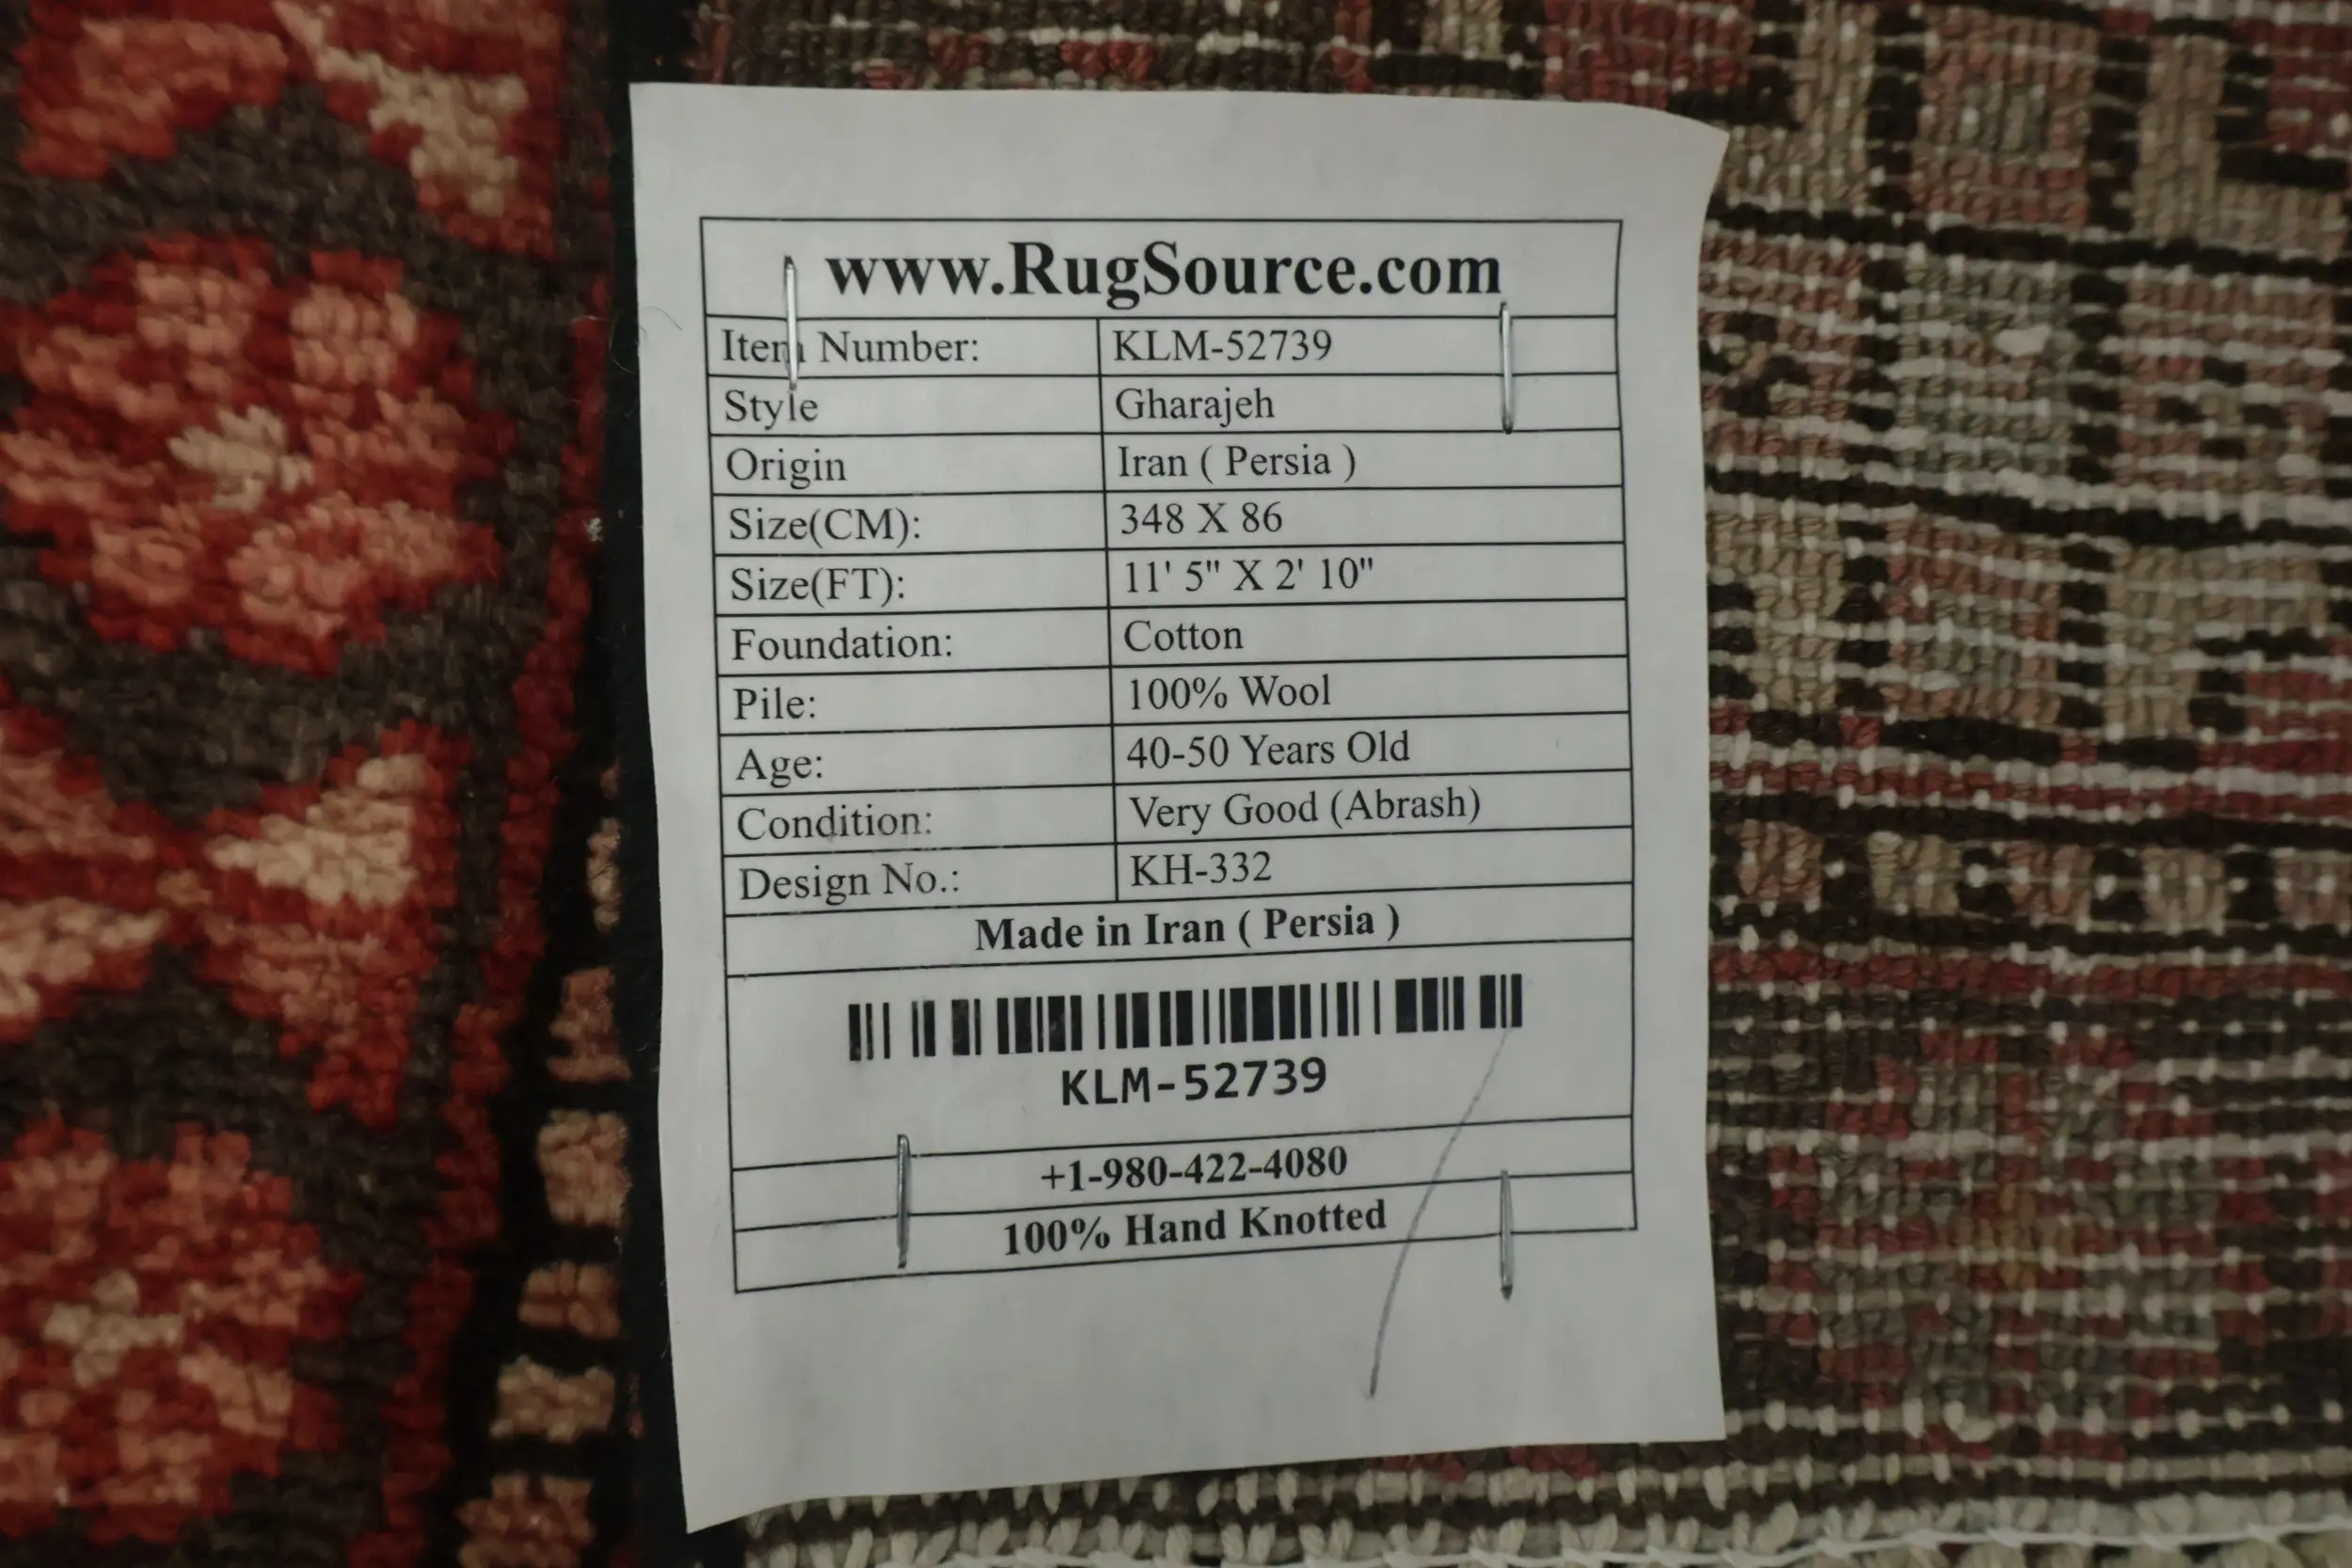 www.RugSource.com
Item Number: KLM-52739
Style Gharajeh
Origin Iran ( Persia )
Size(CM): 348 X 86
Size(FT): 11' 5" X 2' 10"
Foundation: Cotton
Pile: 100% Wool
Age: 40-50 Years Old
Condition: Very Good (Abrash)
Design No.: KH-332
Made in Iran ( Persia )
KLM-52739
+1-980-422-4080
100% Hand Knotted